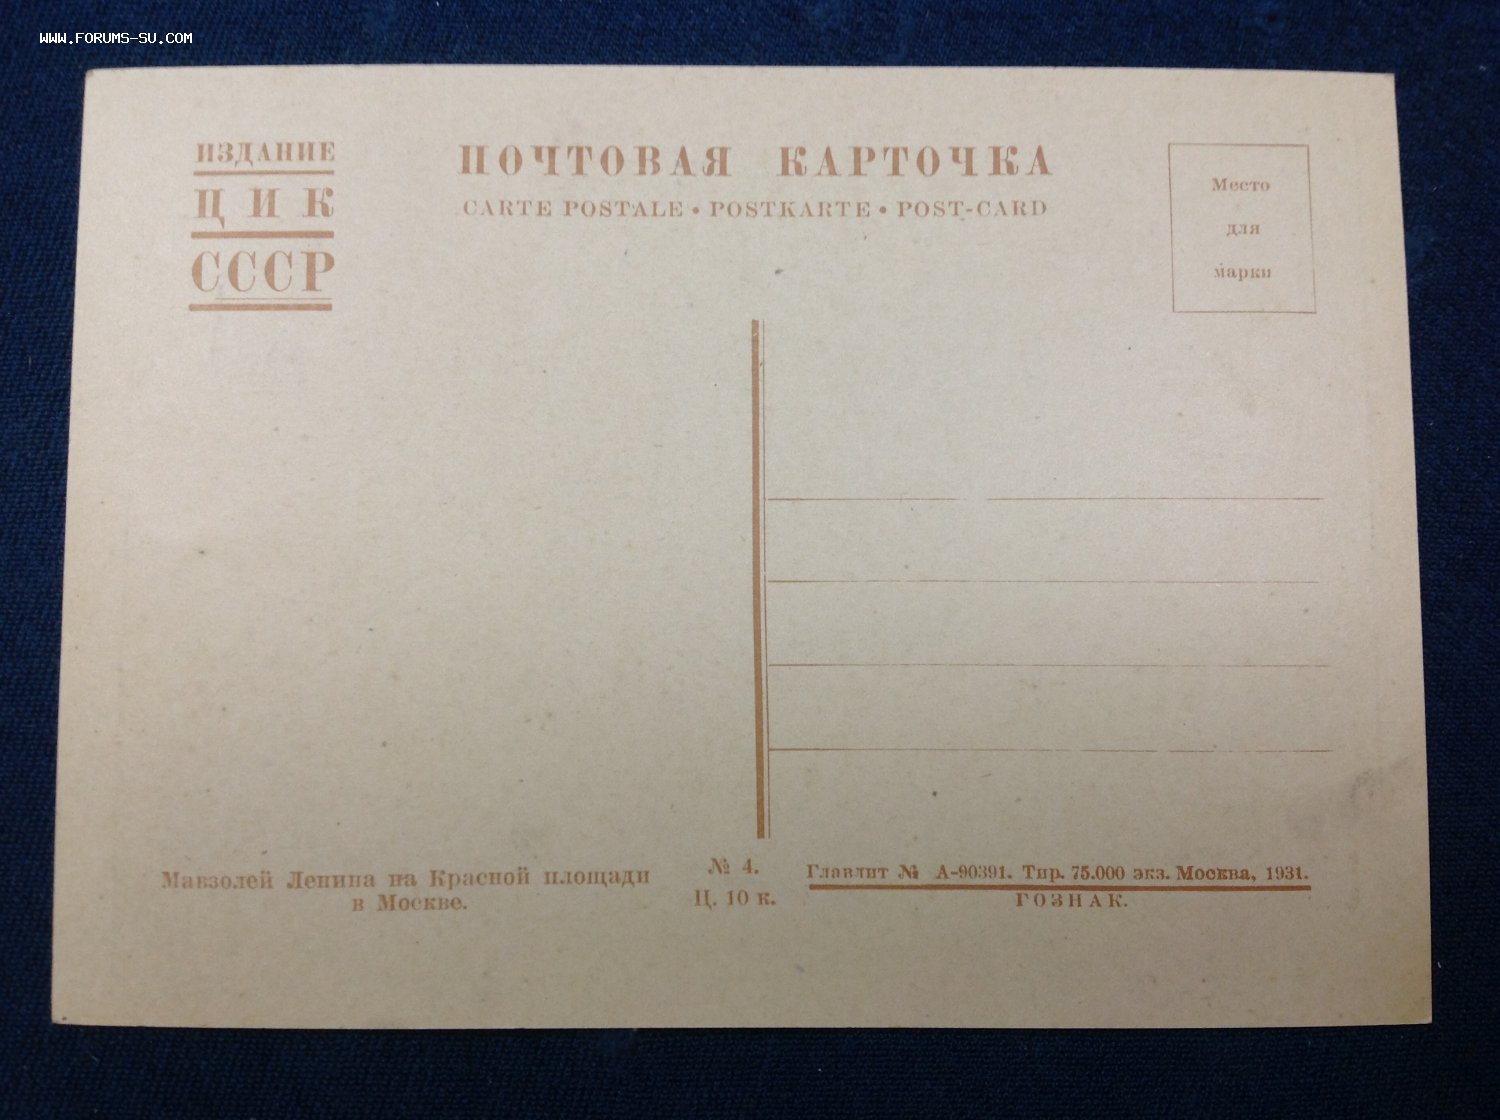 WWW.FORUMS-SU.COM
ИЗДАНИЕ
ЦИК
СССР
ПОЧТОВАЯ КАРТОЧКА
CARTE POSTALE • POSTKARTE • POST-CARD
Место
для
марки
Мавзолей Ленина на Красной площади
в Москве.
№ 4.
Ц. 10 к.
Главлит № А-90391. Тир. 75.000 экз. Москва, 1931.
ГОЗНАК.